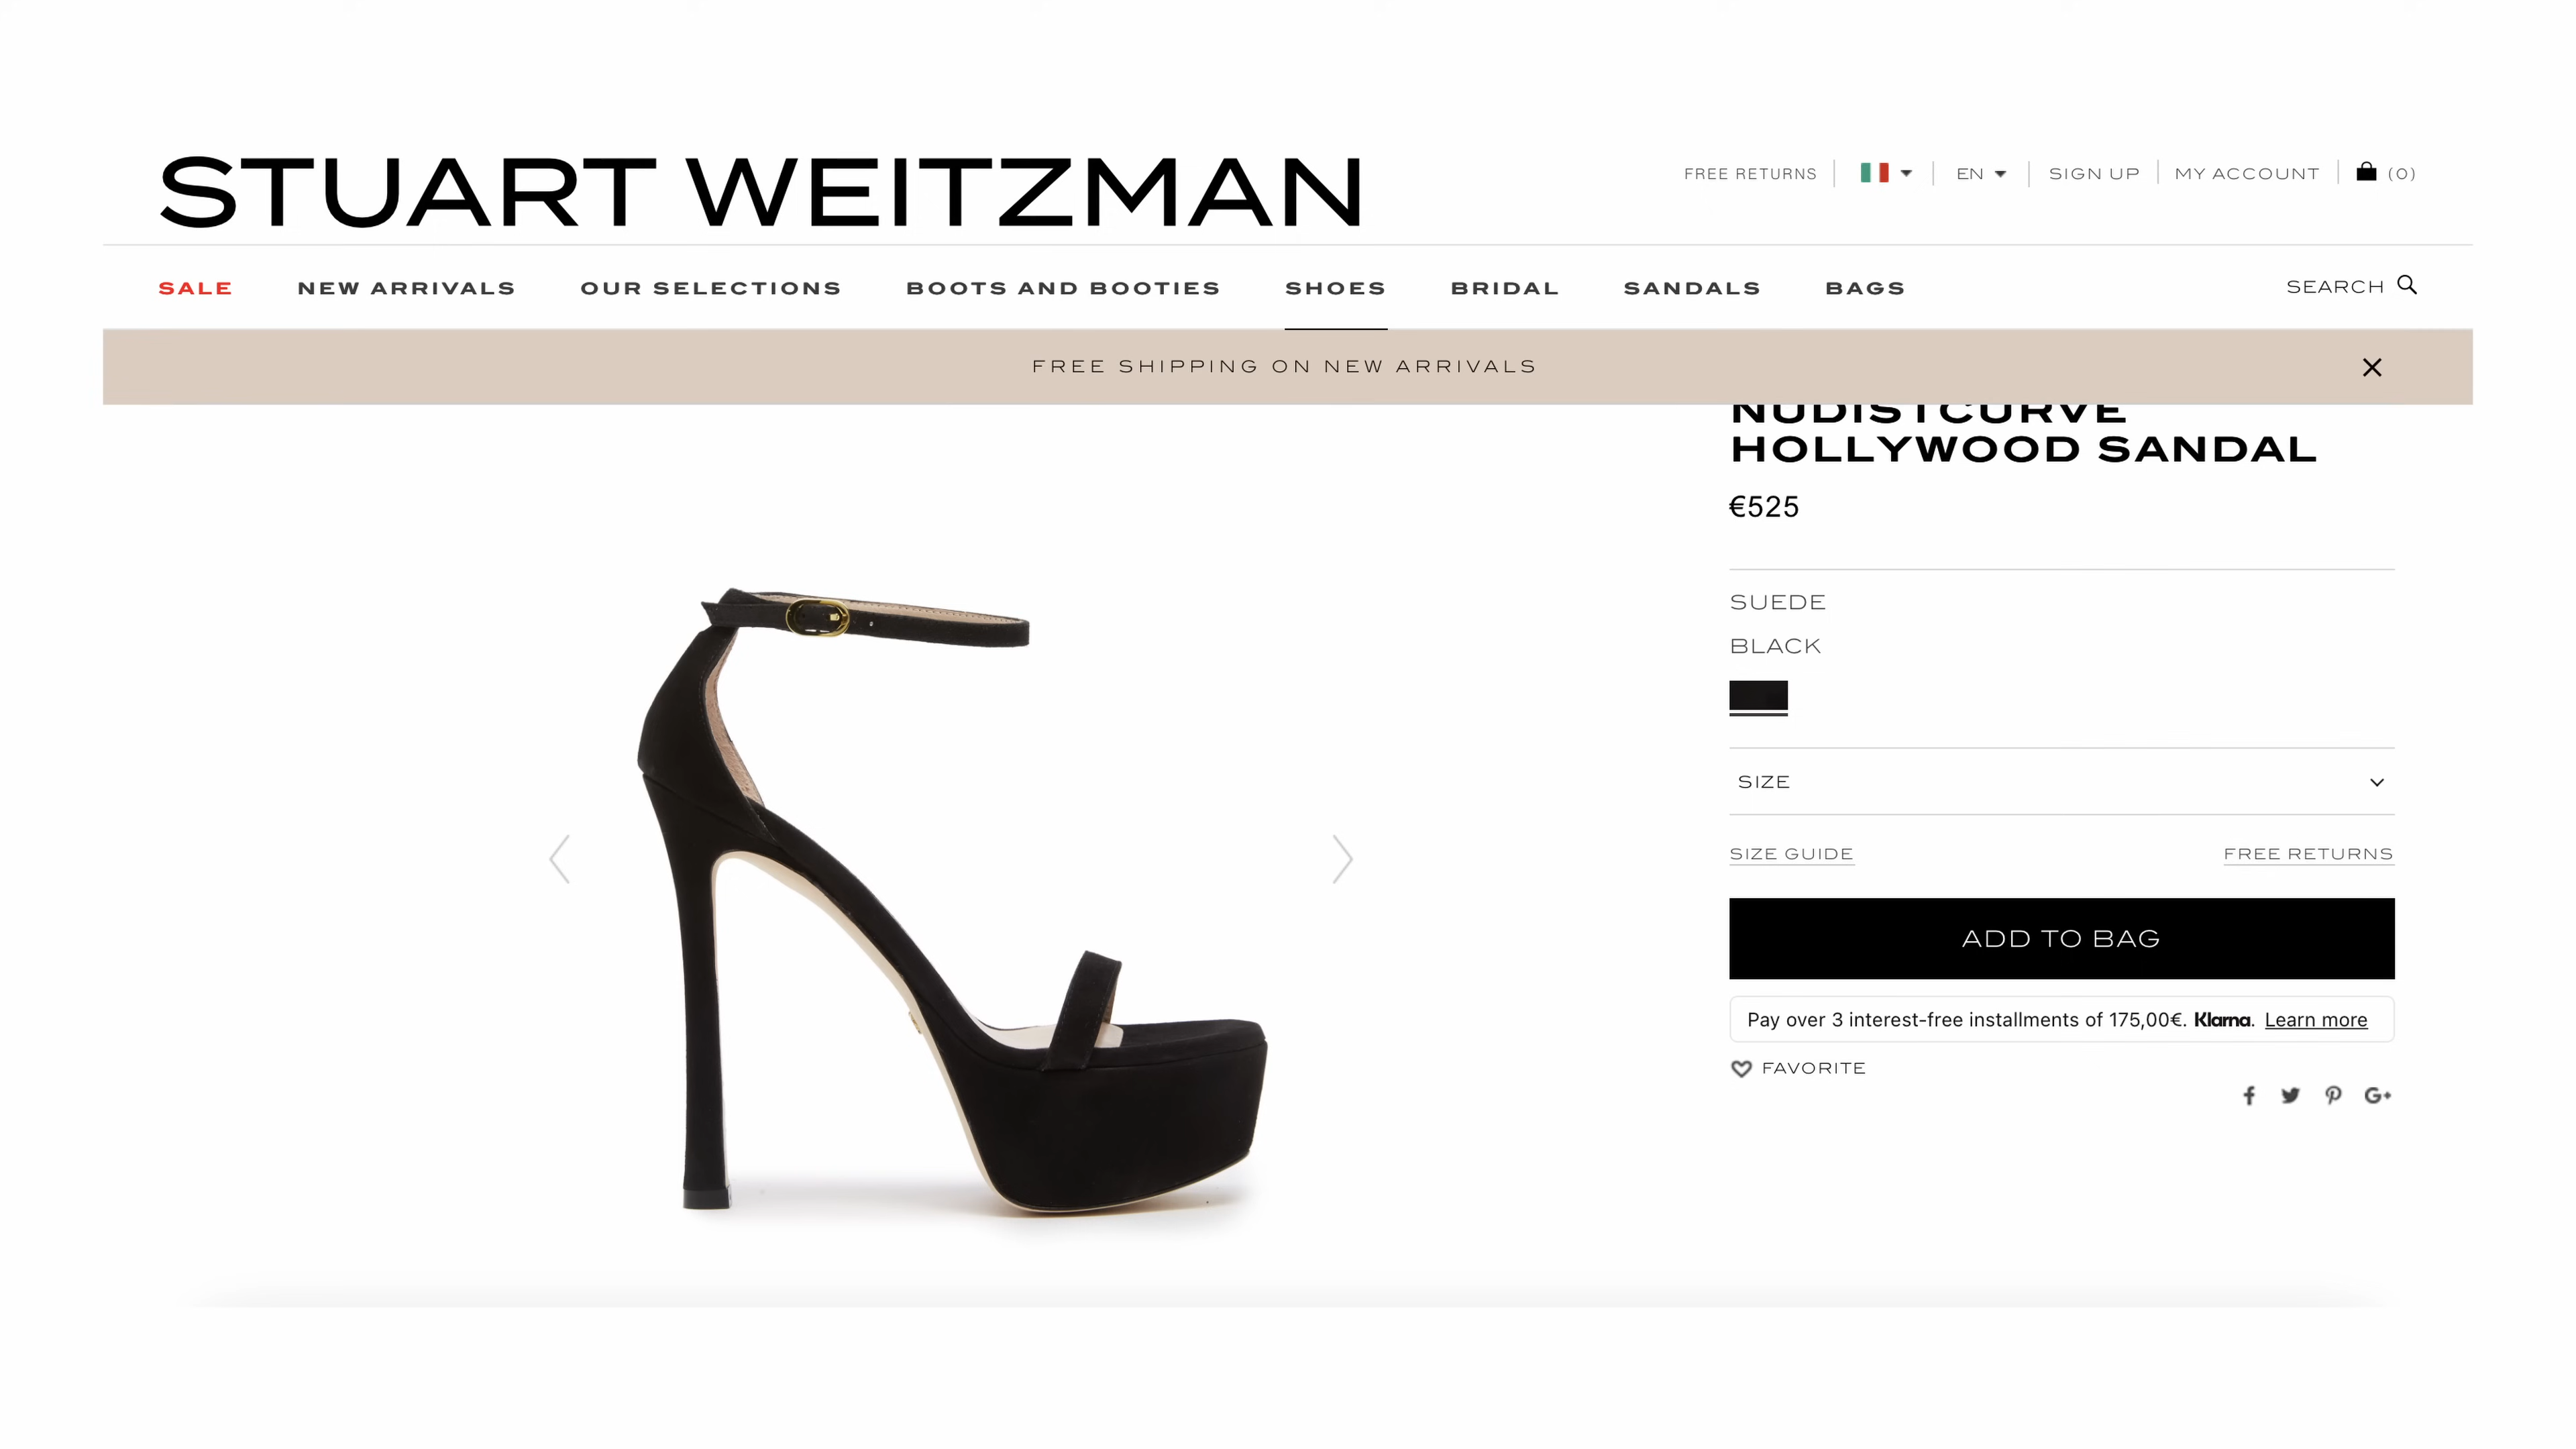 STUART WEITZMAN
FREE RETURNS
EN
SIGN UP
MY ACCOUNT
(0)
SALE
NEW ARRIVALS
OUR SELECTIONS
BOOTS AND BOOTIES
SHOES
BRIDAL
SANDALS
BAGS
SEARCH
FREE SHIPPING ON NEW ARRIVALS
NUDISTCURVE
HOLLYWOOD SANDAL
€525
SUEDE
BLACK
SIZE
SIZE GUIDE
FREE RETURNS
ADD TO BAG
Pay over 3 interest-free installments of 175,00€. Klarna. Learn more
FAVORITE
G+